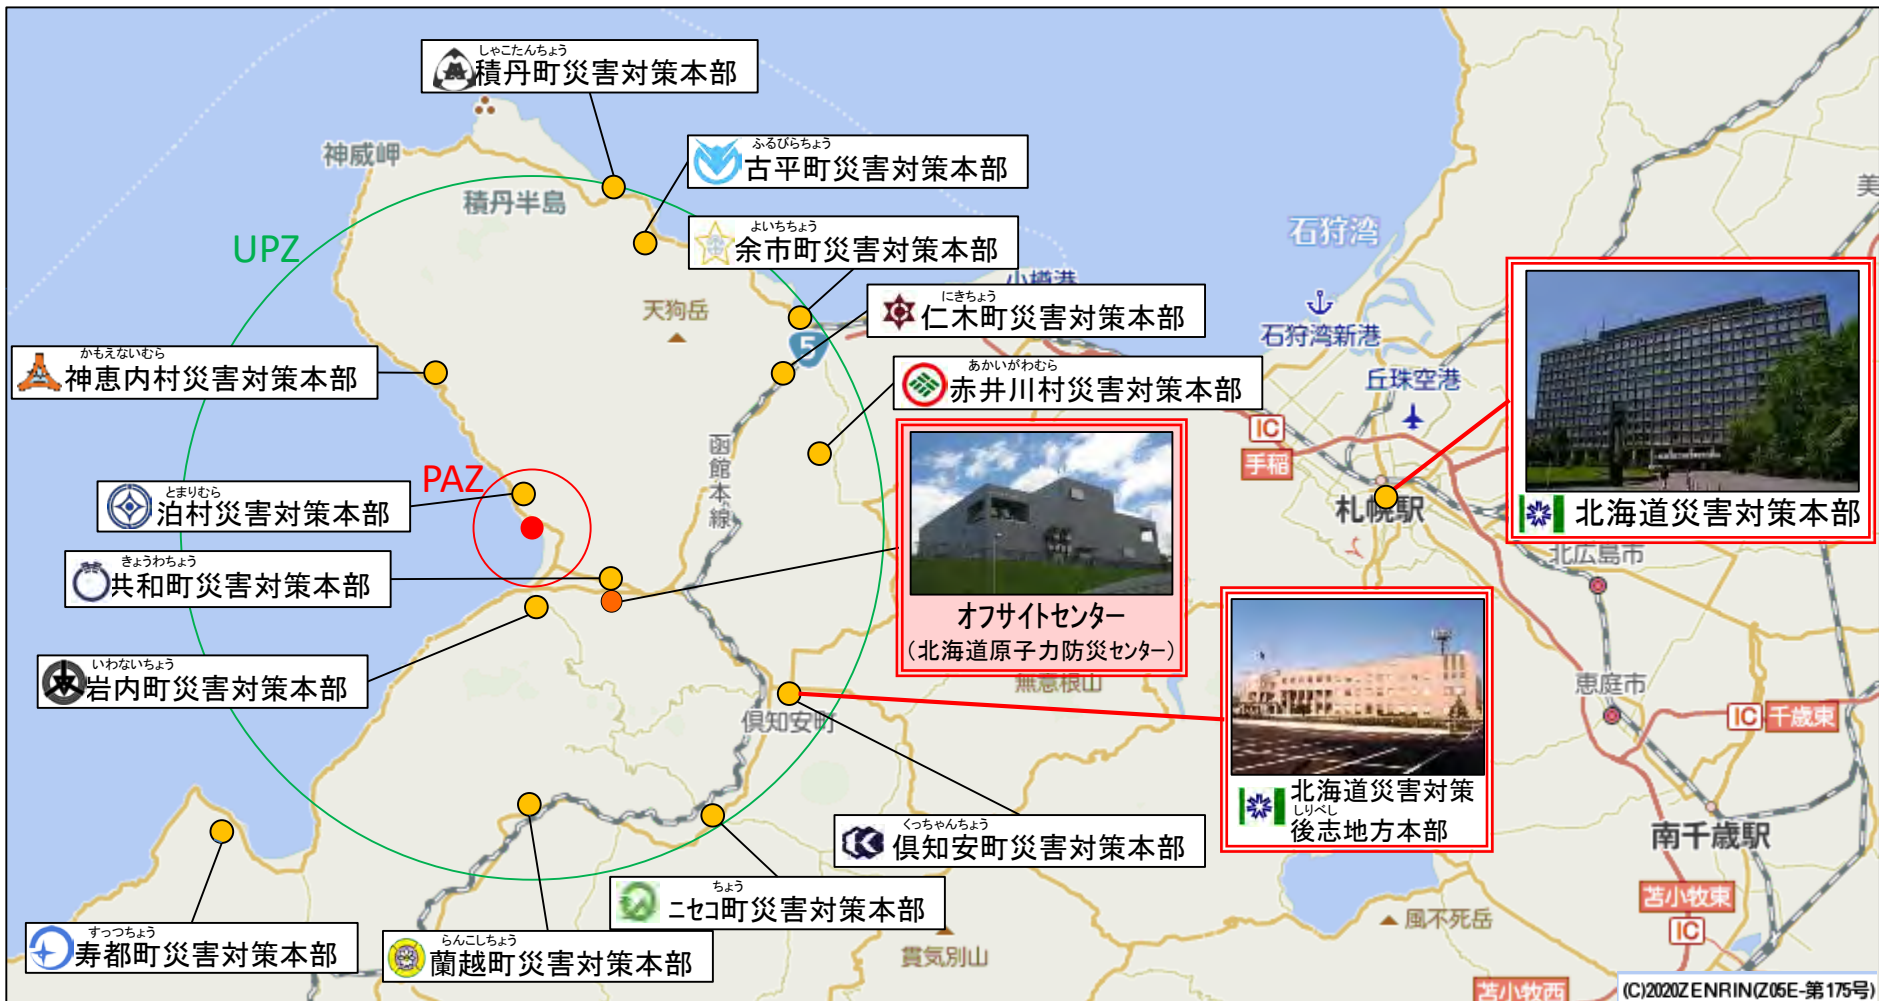 しゃこたんちょう
積丹町災害対策本部
神威岬
ふるびらちょう
古平町災害対策本部
積丹半島
UPZ
よいちちょう
余市町災害対策本部
石狩湾
小樽港
天狗岳
にきちょう
仁木町災害対策本部
5
石狩湾新港
かもえないむら
神恵内村災害対策本部
あかいがわむら
赤井川村災害対策本部
丘珠空港
IC
手稲
函館本線
PAZ
とまりむら
泊村災害対策本部
札幌駅
北海道災害対策本部
北広島市
きょうわちょう
共和町災害対策本部
オフサイトセンター
(北海道原子力防災センター)
いわないちょう
岩内町災害対策本部
無意根山
恵庭市
倶知安町
IC
千歳東
北海道災害対策
しりべし
後志地方本部
くっちゃんちょう
倶知安町災害対策本部
南千歳駅
ちょう
ニセコ町災害対策本部
苫小牧東
IC
風不死岳
すっつちょう
寿都町災害対策本部
らんこしちょう
蘭越町災害対策本部
貫気別山
苫小牧西
(C)2020ZENRIN(Z05E-第175号)
美